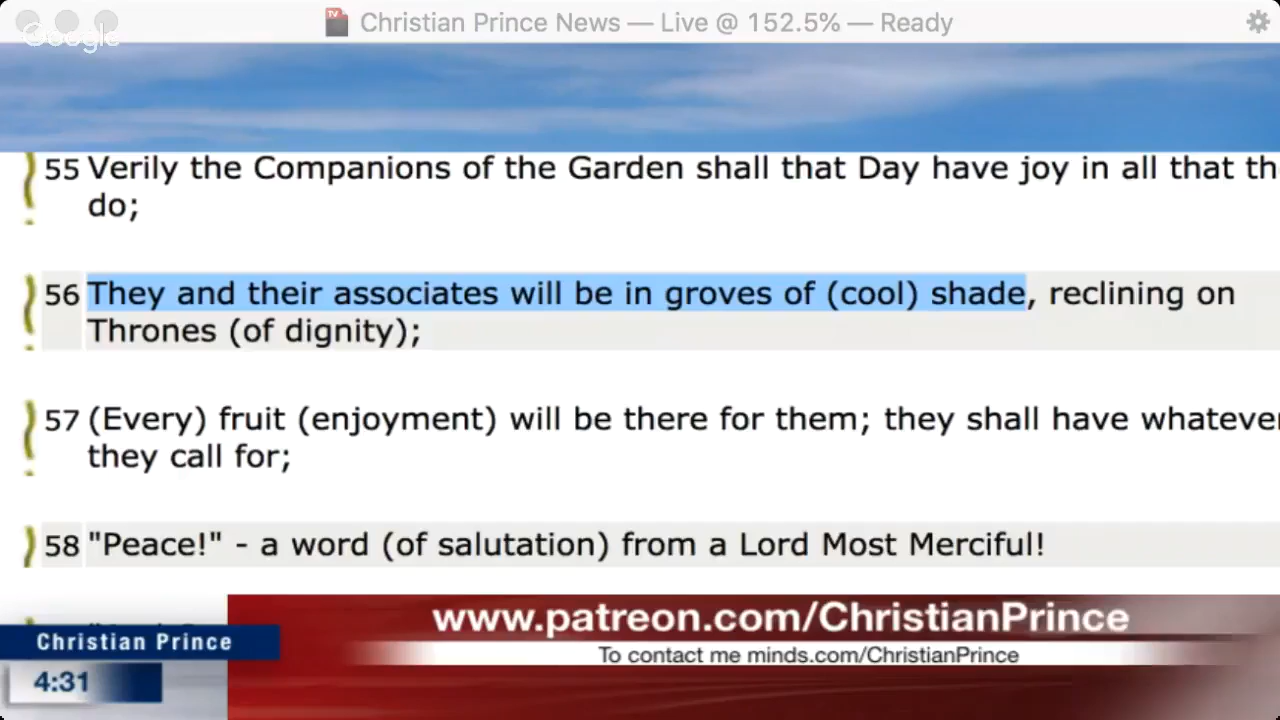 Christian Prince News — Live @ 152.5% — Ready
Google
55 Verily the Companions of the Garden shall that Day have joy in all that th
do;
56 They and their associates will be in groves of (cool) shade, reclining on
Thrones (of dignity);
57 (Every) fruit (enjoyment) will be there for them; they shall have whatever
they call for;
58 "Peace!" - a word (of salutation) from a Lord Most Merciful!
www.patreon.com/ChristianPrince
Christian Prince
To contact me minds.com/ChristianPrince
4:31